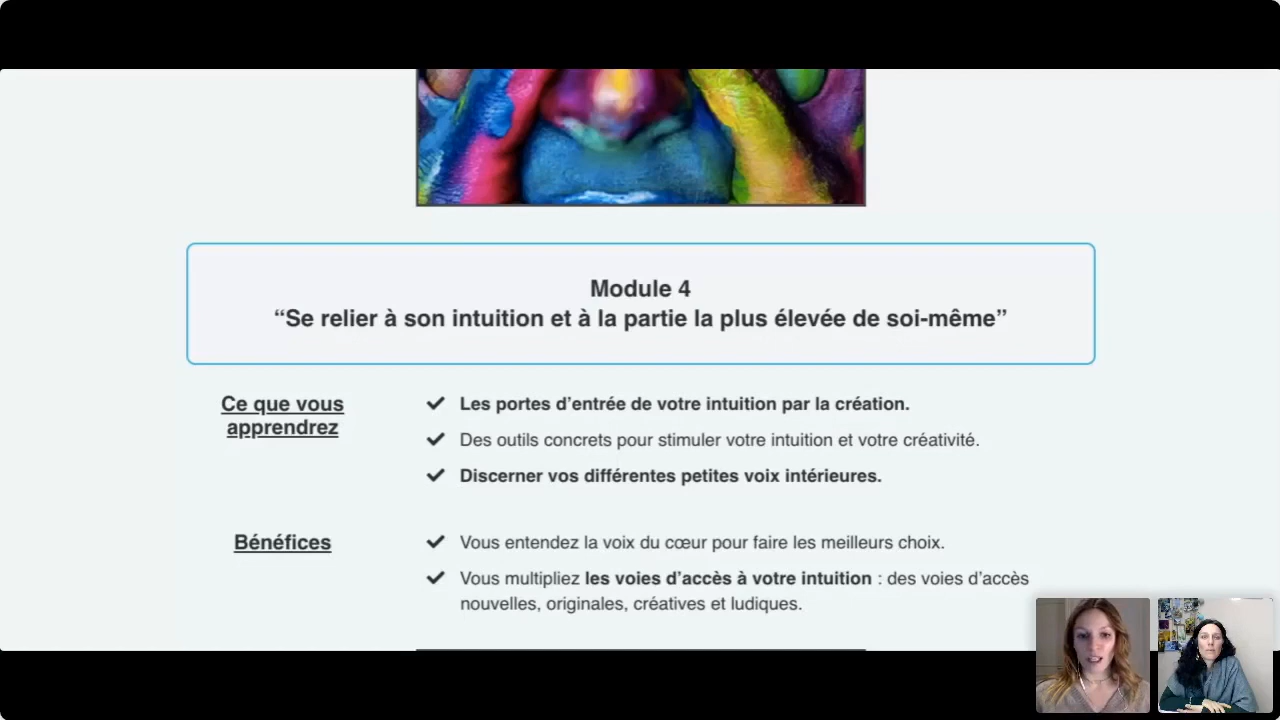 Module 4
“Se relier à son intuition et à la partie la plus élevée de soi-même”
Ce que vous
apprendrez
Les portes d’entrée de votre intuition par la création.
Des outils concrets pour stimuler votre intuition et votre créativité.
Discerner vos différentes petites voix intérieures.
Bénéfices
Vous entendez la voix du cœur pour faire les meilleurs choix.
Vous multipliez les voies d’accès à votre intuition : des voies d’accès
nouvelles, originales, créatives et ludiques.